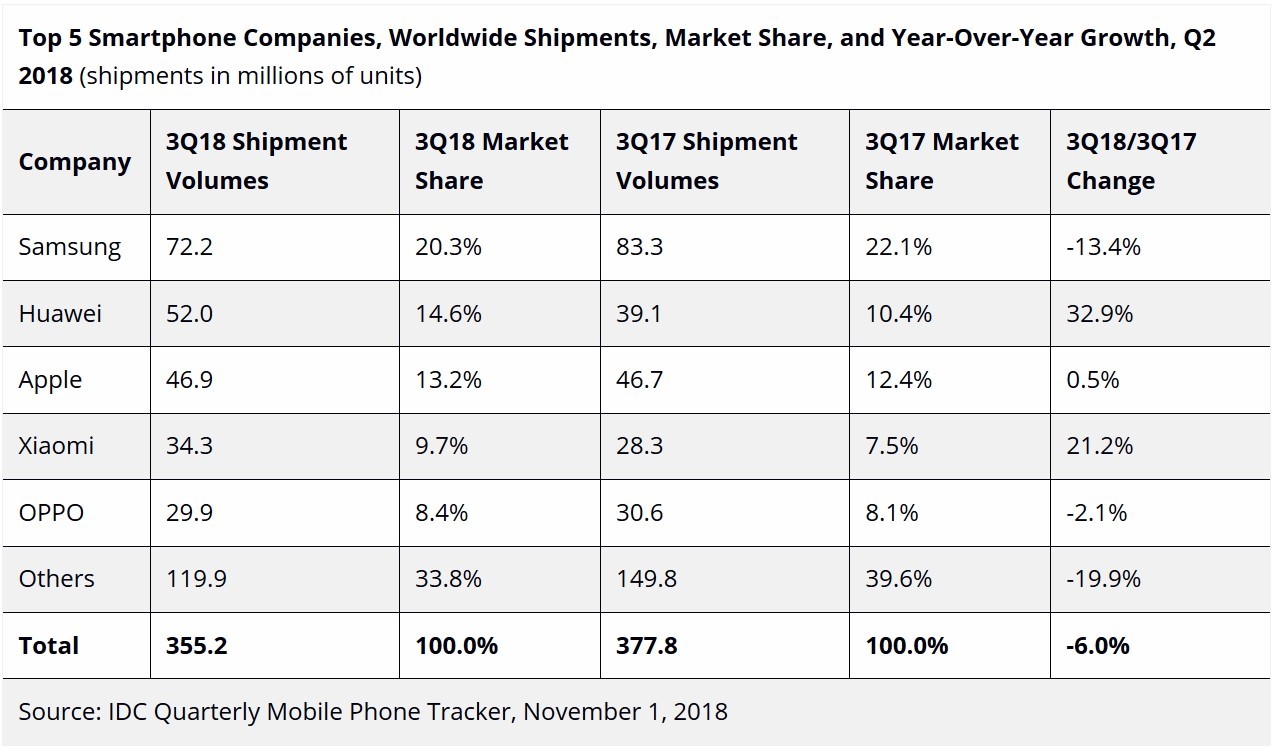 Top 5 Smartphone Companies, Worldwide Shipments, Market Share, and Year-Over-Year Growth, Q2
2018 (shipments in millions of units)
Company 3Q18 Shipment Volumes 3Q18 Market Share 3Q17 Shipment Volumes 3Q17 Market Share 3Q18/3Q17 Change
Samsung 72.2 20.3% 83.3 22.1% -13.4%
Huawei 52.0 14.6% 39.1 10.4% 32.9%
Apple 46.9 13.2% 46.7 12.4% 0.5%
Xiaomi 34.3 9.7% 28.3 7.5% 21.2%
OPPO 29.9 8.4% 30.6 8.1% -2.1%
Others 119.9 33.8% 149.8 39.6% -19.9%
Total 355.2 100.0% 377.8 100.0% -6.0%
Source: IDC Quarterly Mobile Phone Tracker, November 1, 2018